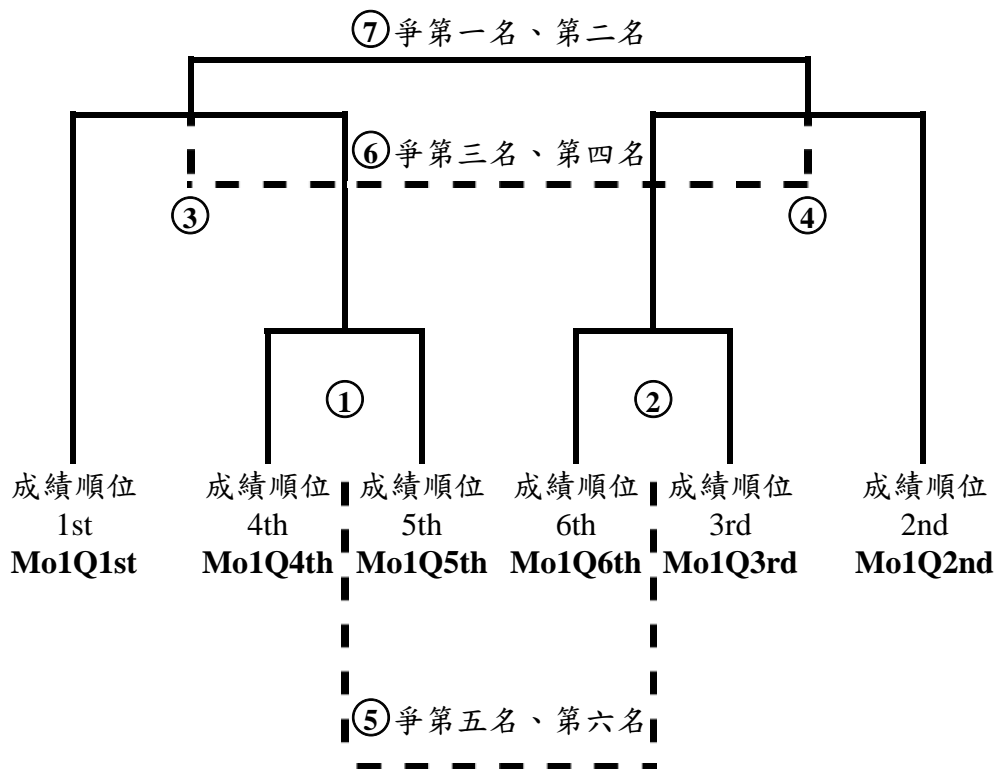 ⑦爭第一名、第二名
⑥爭第三名、第四名
③ ④
① ②
成績順位 成績順位 成績順位 成績順位 成績順位 成績順位
1st 4th 5th 6th 3rd 2nd
Mo1Q1st Mo1Q4th Mo1Q5th Mo1Q6th Mo1Q3rd Mo1Q2nd
⑤爭第五名、第六名